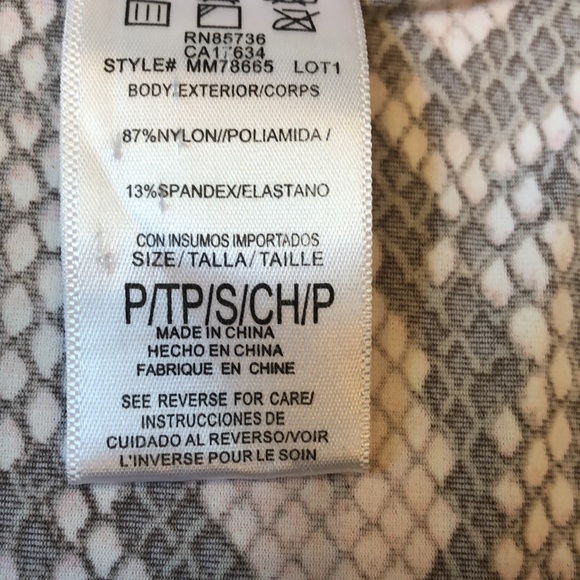 RN85736
CA17634
STYLE# MM78665 LOT1
BODY:EXTERIOR/CORPS
87%NYLON//POLIAMIDA/
13%SPANDEX/ELASTANO
CON INSUMOS IMPORTADOS
SIZE/TALLA/TAILLE
P/TP/S/CH/P
MADE IN CHINA
HECHO EN CHINA
FABRIQUE EN CHINE
SEE REVERSE FOR CARE/
INSTRUCCIONES DE
CUIDADO AL REVERSO/VOIR
L'INVERSE POUR LE SOIN